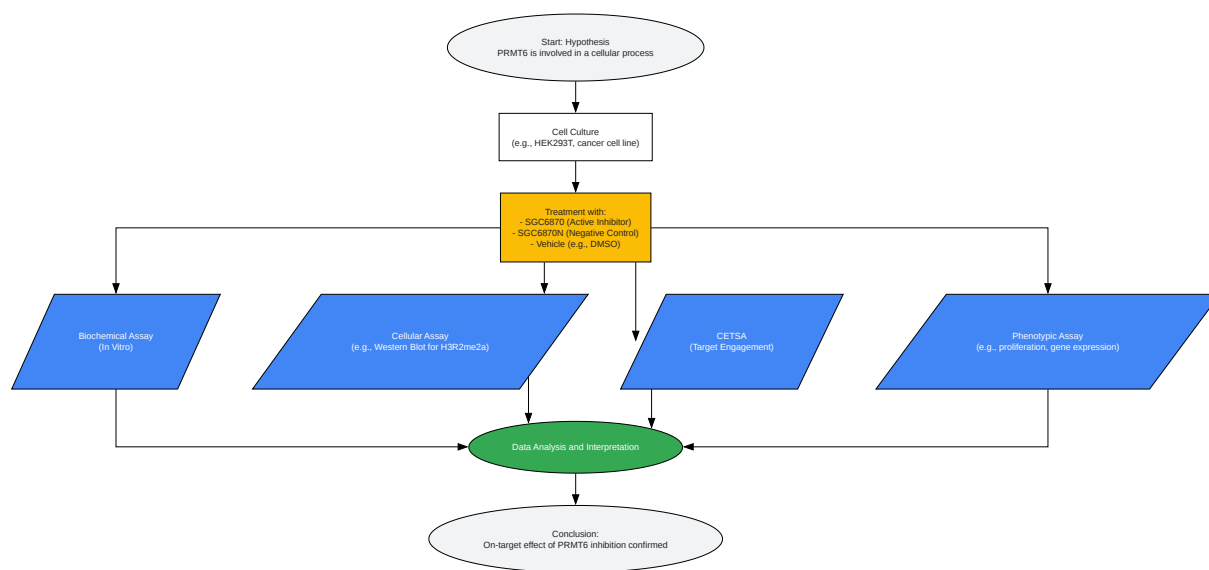 Start: Hypothesis
PRMT6 is involved in a cellular process
Cell Culture
(e.g., HEK293T, cancer cell line)
Treatment with:
- SGC6870 (Active Inhibitor)
- SGC6870N (Negative Control)
- Vehicle (e.g., DMSO)
Biochemical Assay
(In Vitro)
Cellular Assay
(e.g., Western Blot for H3R2me2a)
CETSA
(Target Engagement)
Phenotypic Assay
(e.g., proliferation, gene expression)
Data Analysis and Interpretation
Conclusion:
On-target effect of PRMT6 inhibition confirmed